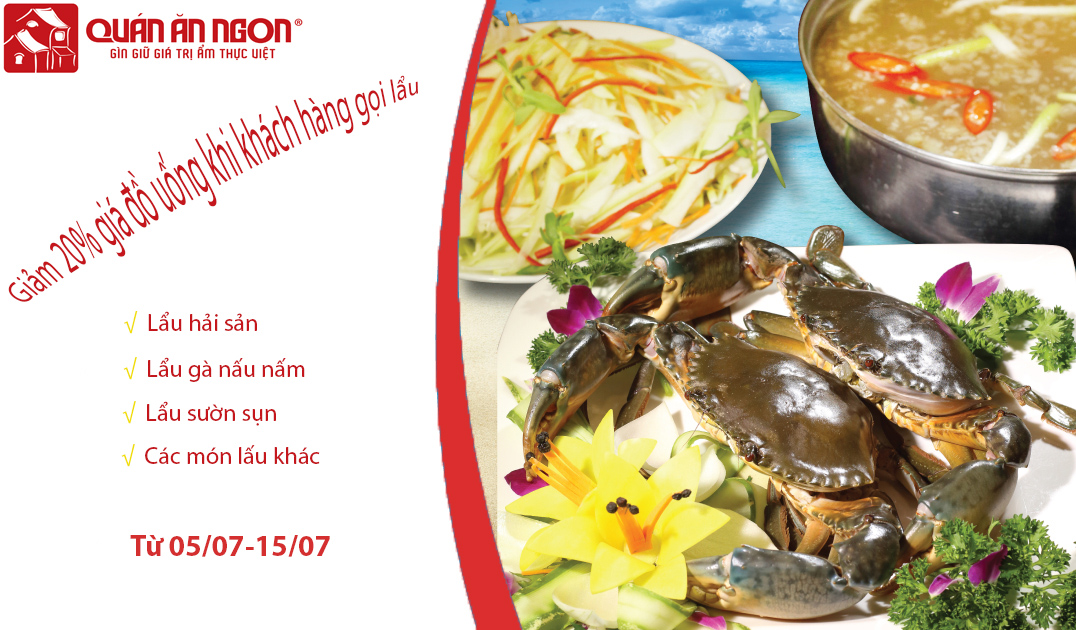 QUÁN ĂN NGON®
GÌN GIỮ GIÁ TRỊ ẨM THỰC VIỆT
Giảm 20% giá đồ uống khi khách hàng gọi lẩu
√ Lẩu hải sản
√ Lẩu gà nấu nấm
√ Lẩu sườn sụn
√ Các món lẩu khác
Từ 05/07-15/07